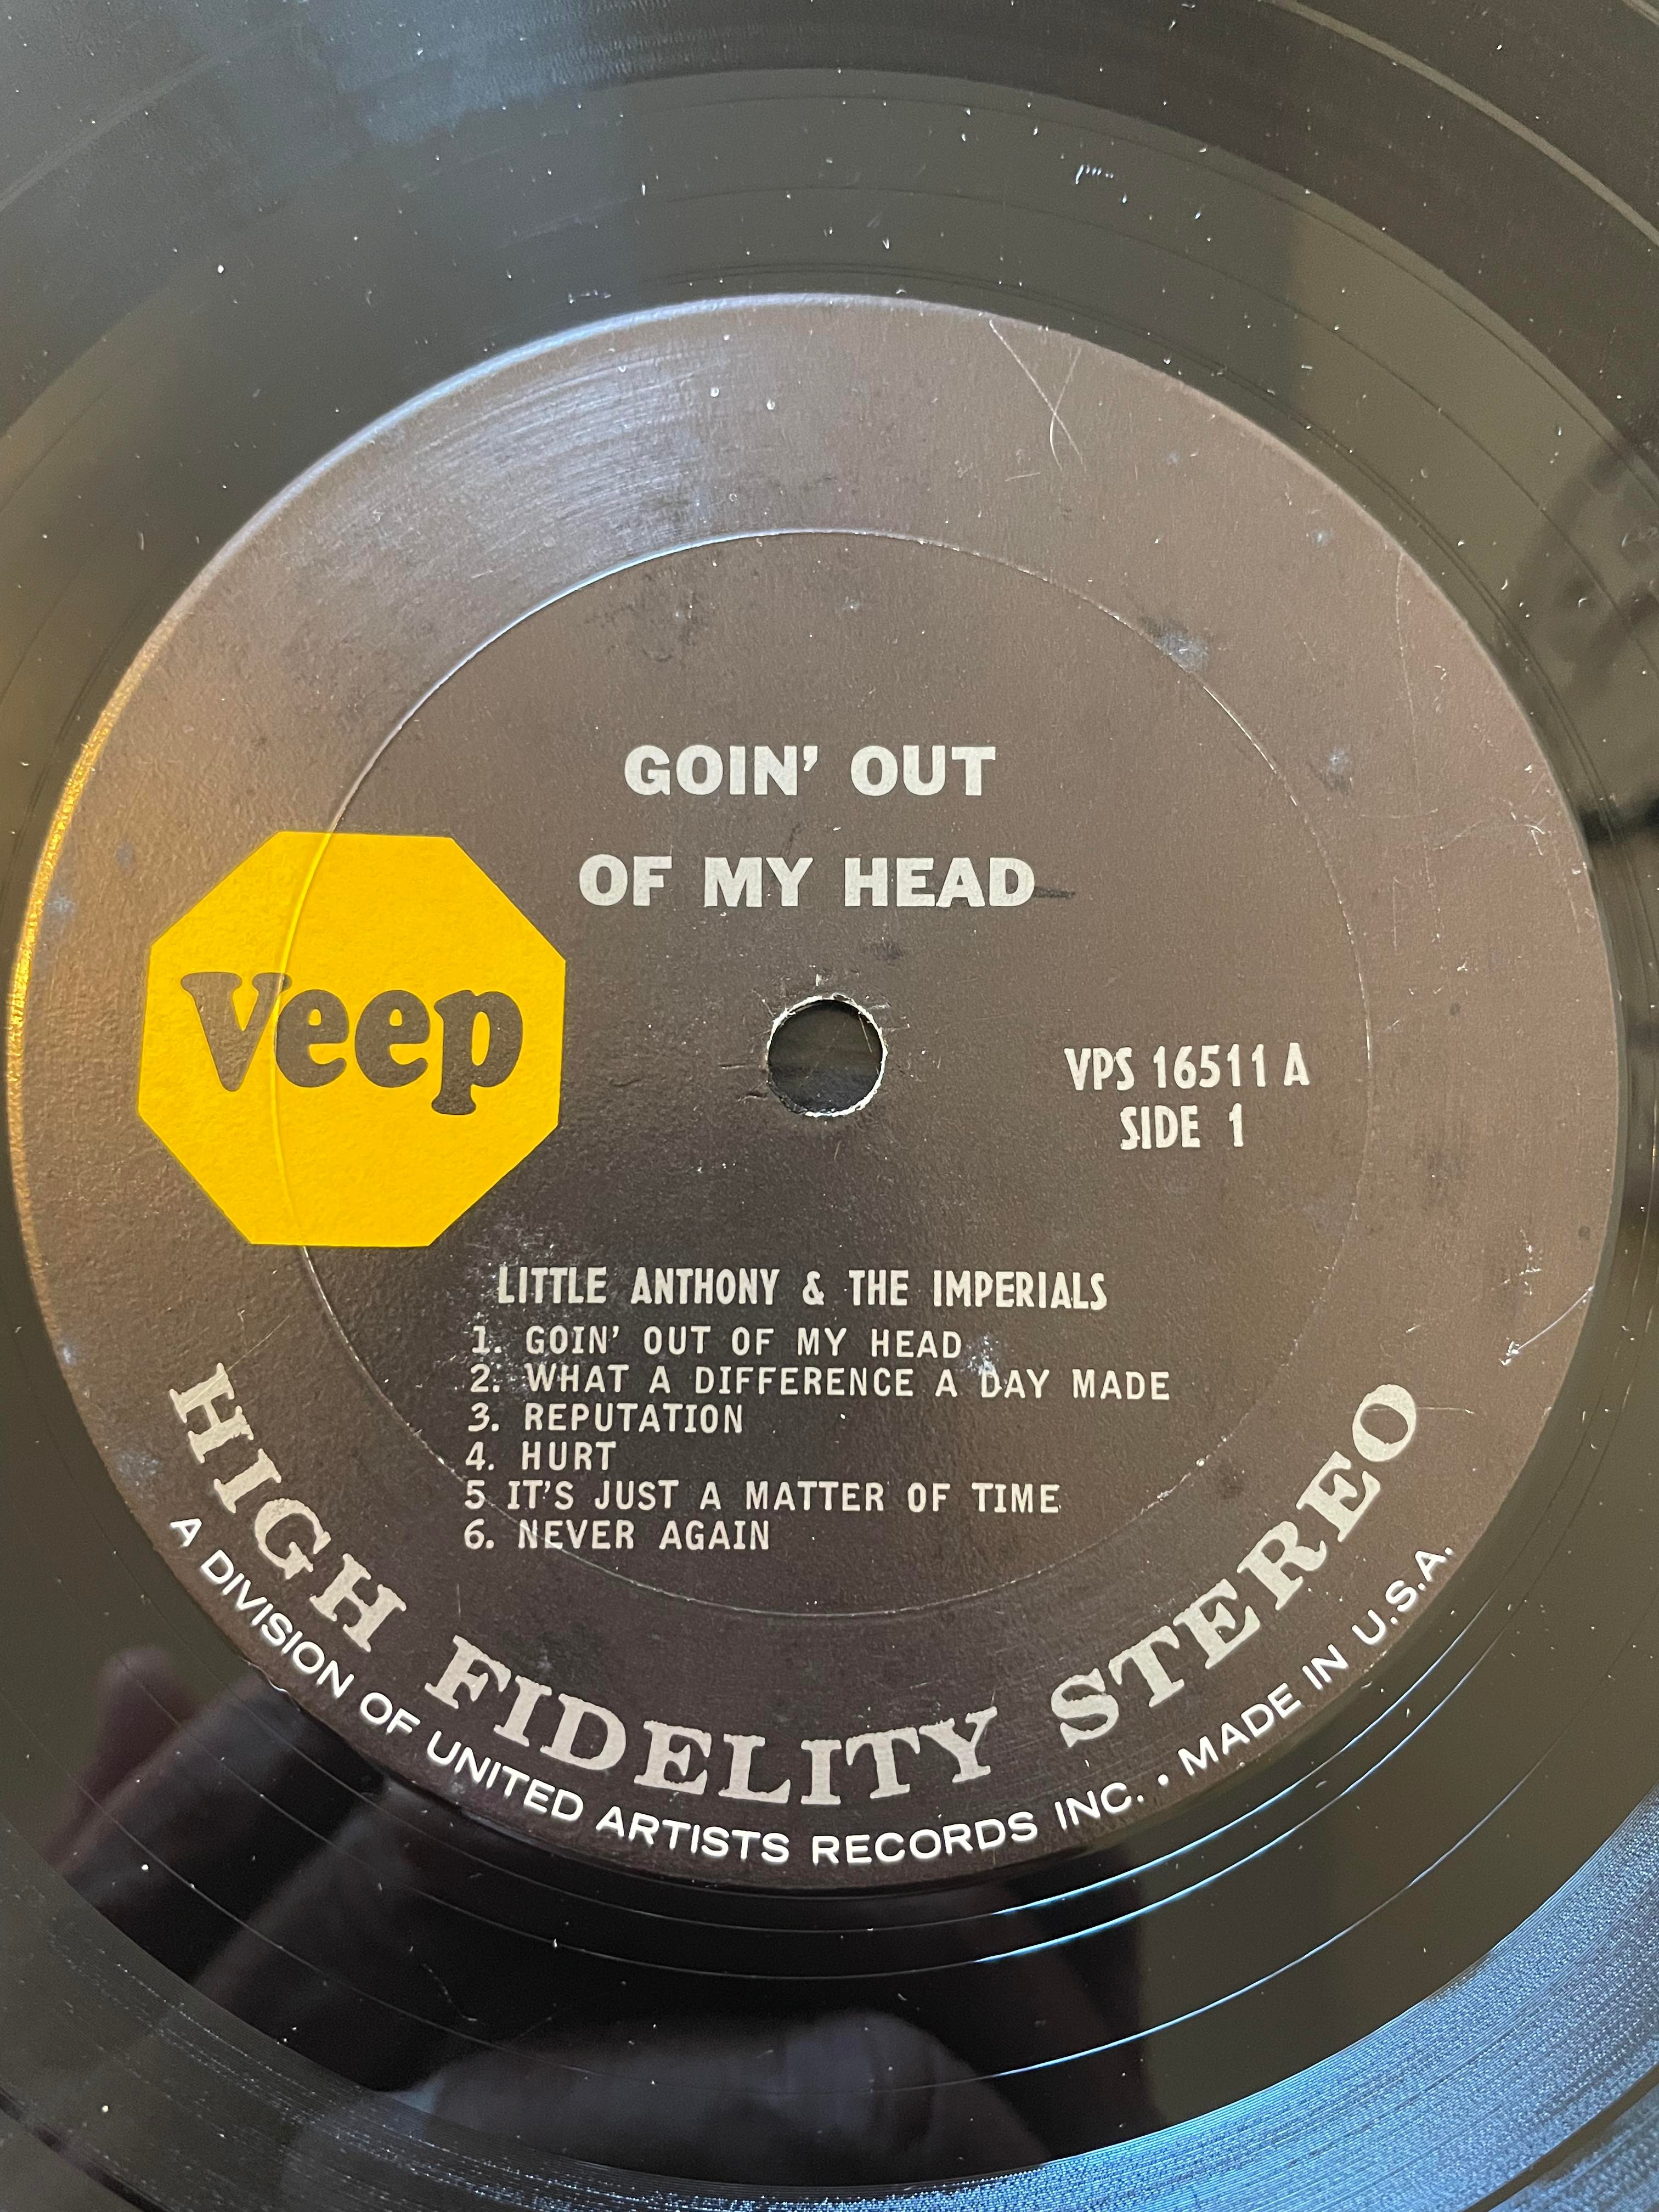 GOIN' OUT
OF MY HEAD
Veep
VPS 16511 A
SIDE 1
LITTLE ANTHONY & THE IMPERIALS
1. GOIN' OUT OF MY HEAD
2. WHAT A DIFFERENCE A DAY MADE
3. REPUTATION
4. HURT
5 IT'S JUST A MATTER OF TIME
6. NEVER AGAIN
HIGH FIDELITY STEREO
A DIVISION OF UNITED ARTISTS RECORDS INC. • MADE IN U.S.A.